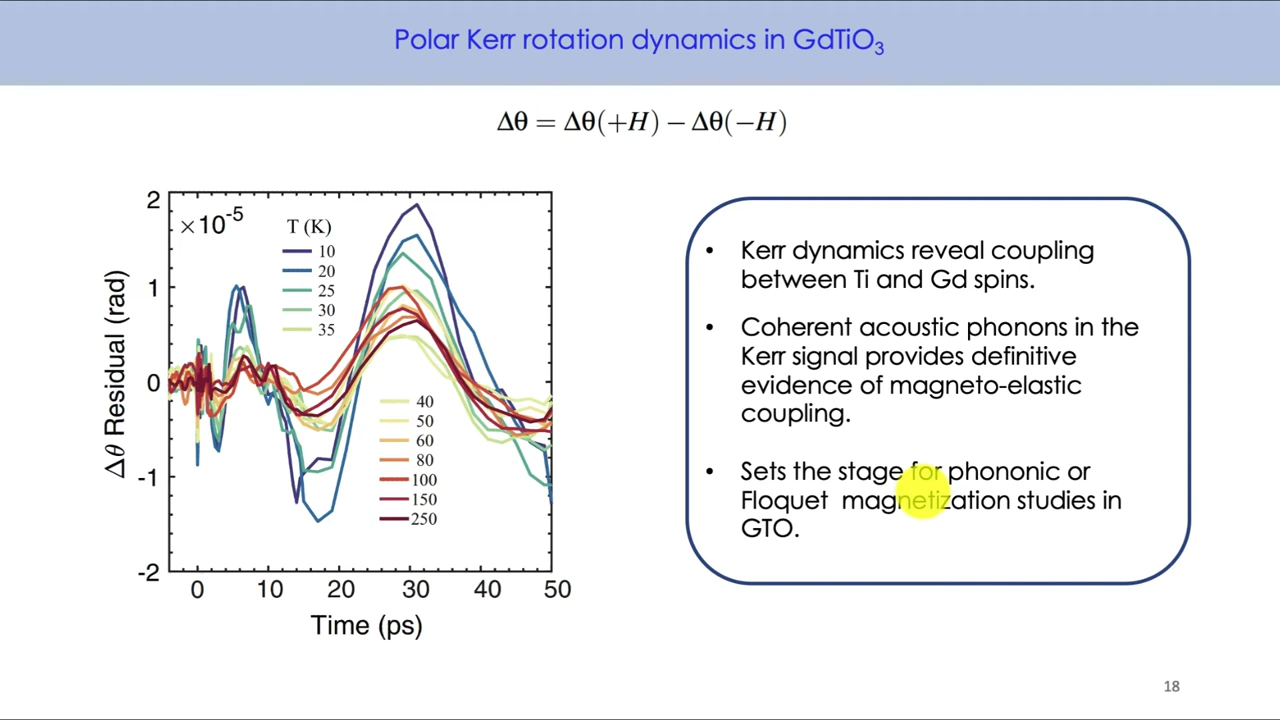 Polar Kerr rotation dynamics in GdTiO₃
Δθ = Δθ(+H) − Δθ(−H)
2
1
0
-1
-2
×10⁻⁵
T (K)
10
20
25
30
35
40
50
60
80
100
150
250
Δθ Residual (rad)
0 10 20 30 40 50
Time (ps)
• Kerr dynamics reveal coupling
between Ti and Gd spins.
• Coherent acoustic phonons in the
Kerr signal provides definitive
evidence of magneto-elastic
coupling.
• Sets the stage for phononic or
Floquet magnetization studies in
GTO.
18